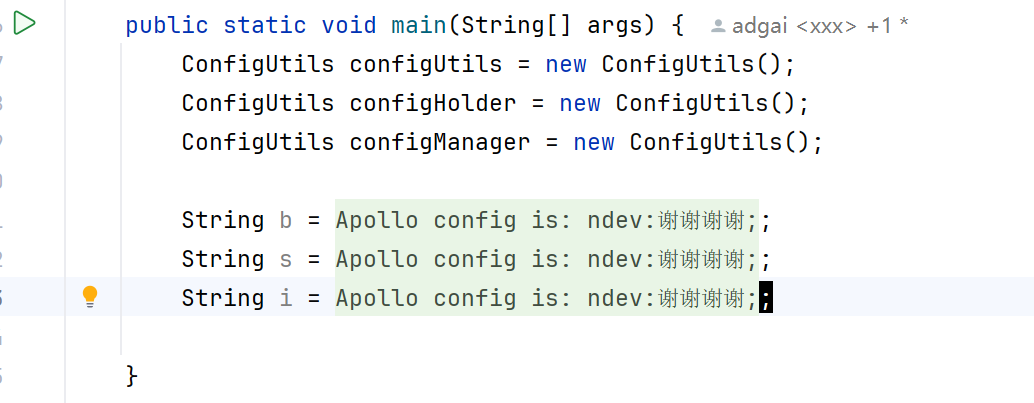 public static void main(String[] args) { adgai <xxx> +1 *
ConfigUtils configUtils = new ConfigUtils();
ConfigUtils configHolder = new ConfigUtils();
ConfigUtils configManager = new ConfigUtils();
String b = Apollo config is: ndev:谢谢谢谢;;
String s = Apollo config is: ndev:谢谢谢谢;;
String i = Apollo config is: ndev:谢谢谢谢;;
}